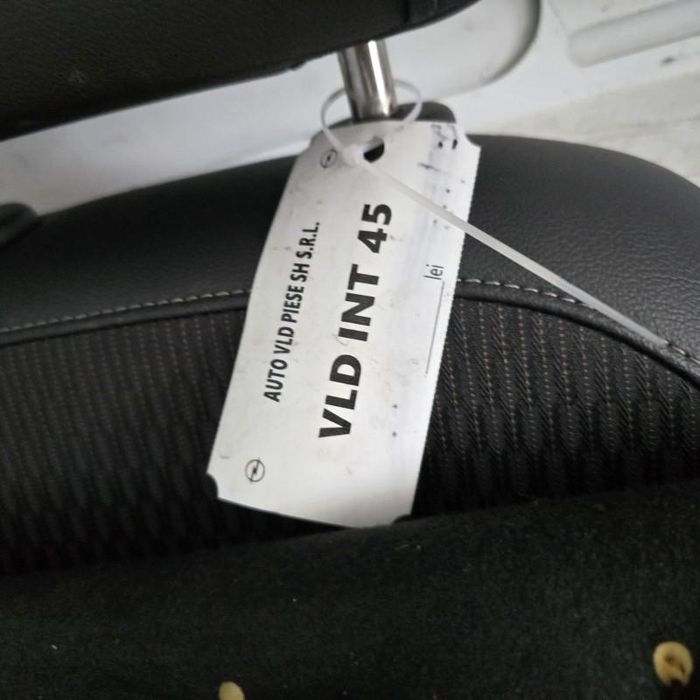 AUTO VLD PIESE SH S.R.L.
VLD INT 45
lei